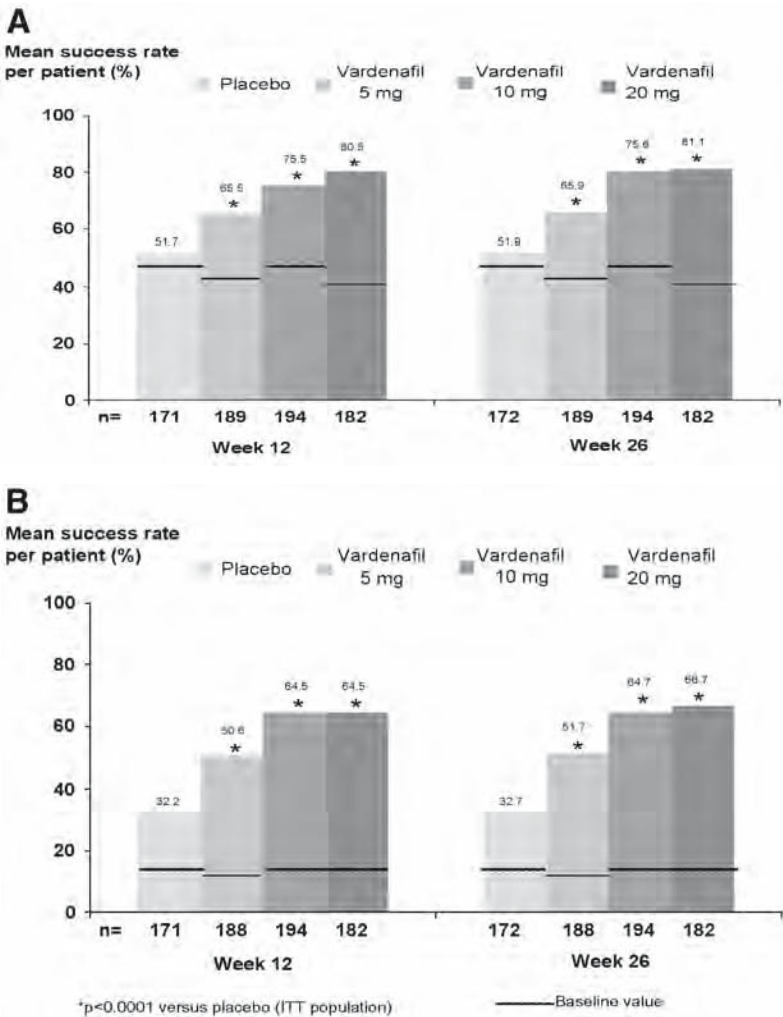 A
Mean success rate
per patient (%)
Placebo
Vardenafil
5 mg
Vardenafil
10 mg
Vardenafil
20 mg
100
80
60
40
20
0
51.7
65.5
*
75.5
*
80.5
*
51.9
65.9
*
75.6
*
81.1
*
n= 171 189 194 182 172 189 194 182
Week 12 Week 26
B
Mean success rate
per patient (%)
Placebo
Vardenafil
5 mg
Vardenafil
10 mg
Vardenafil
20 mg
100
80
60
40
20
0
32.2
50.6
*
64.5
*
64.5
*
32.7
51.7
*
64.7
*
66.7
*
n= 171 188 194 182 172 188 194 182
Week 12 Week 26
*p<0.0001 versus placebo (ITT population) Baseline value